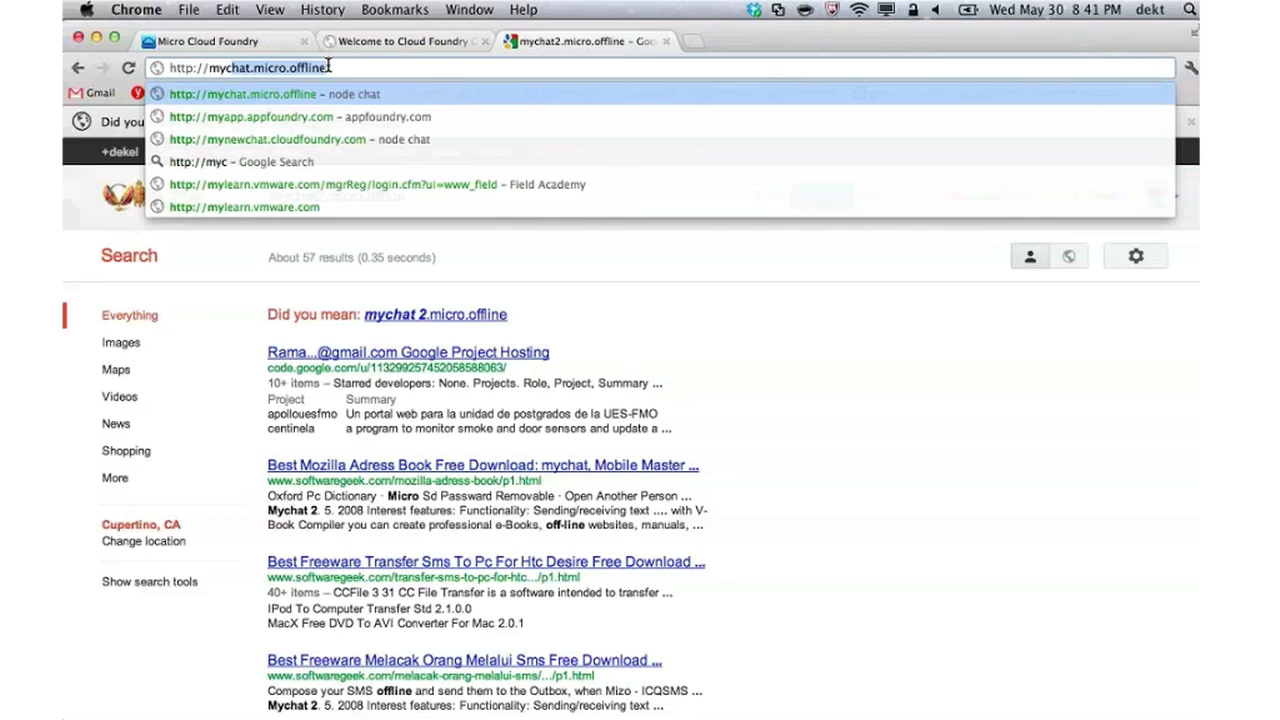 Chrome File Edit View History Bookmarks Window Help Wed May 30 8 41 PM dekt
Micro Cloud Foundry Welcome to Cloud Foundry mychat2.micro.offline – Goo
http://mychat.micro.offline
Gmail
http://mychat.micro.offline – node chat
http://myapp.appfoundry.com – appfoundry.com
Did you
http://mynewchat.cloudfoundry.com – node chat
+dekel
http://myc – Google Search
http://mylearn.vmware.com/mgrReg/login.cfm?ui=www_field – Field Academy
http://mylearn.vmware.com
Search
About 57 results (0.35 seconds)
Everything
Images
Maps
Videos
News
Shopping
More
Cupertino, CA
Change location
Show search tools
Did you mean: mychat 2.micro.offline
Rama...@gmail.com Google Project Hosting
code.google.com/u/113299257452058588063/
10+ items – Starred developers: None. Projects. Role, Project, Summary ...
Project Summary
apollouesfmo Un portal web para la unidad de postgrados de la UES-FMO
centinela a program to monitor smoke and door sensors and update a ...
Best Mozilla Adress Book Free Download: mychat, Mobile Master ...
www.softwaregeek.com/mozilla-adress-book/p1.html
Oxford Pc Dictionary · Micro Sd Password Removable · Open Another Person ...
Mychat 2. 5. 2008 Interest features: Functionality: Sending/receiving text .... with V-
Book Compiler you can create professional e-Books, off-line websites, manuals, ...
Best Freeware Transfer Sms To Pc For Htc Desire Free Download ...
www.softwaregeek.com/transfer-sms-to-pc-for-htc.../p1.html
40+ items – CCFile 3 31 CC File Transfer is a software intended to transfer ...
IPod To Computer Transfer Std 2.1.0.0
MacX Free DVD To AVI Converter For Mac 2.0.1
Best Freeware Melacak Orang Melalui Sms Free Download ...
www.softwaregeek.com/melacak-orang-melalui-sms/.../p1.html
Compose your SMS offline and send them to the Outbox, when Mizo - ICQSMS ...
Mychat 2. 5. 2008 Interest features: Functionality: Sending/receiving text ...